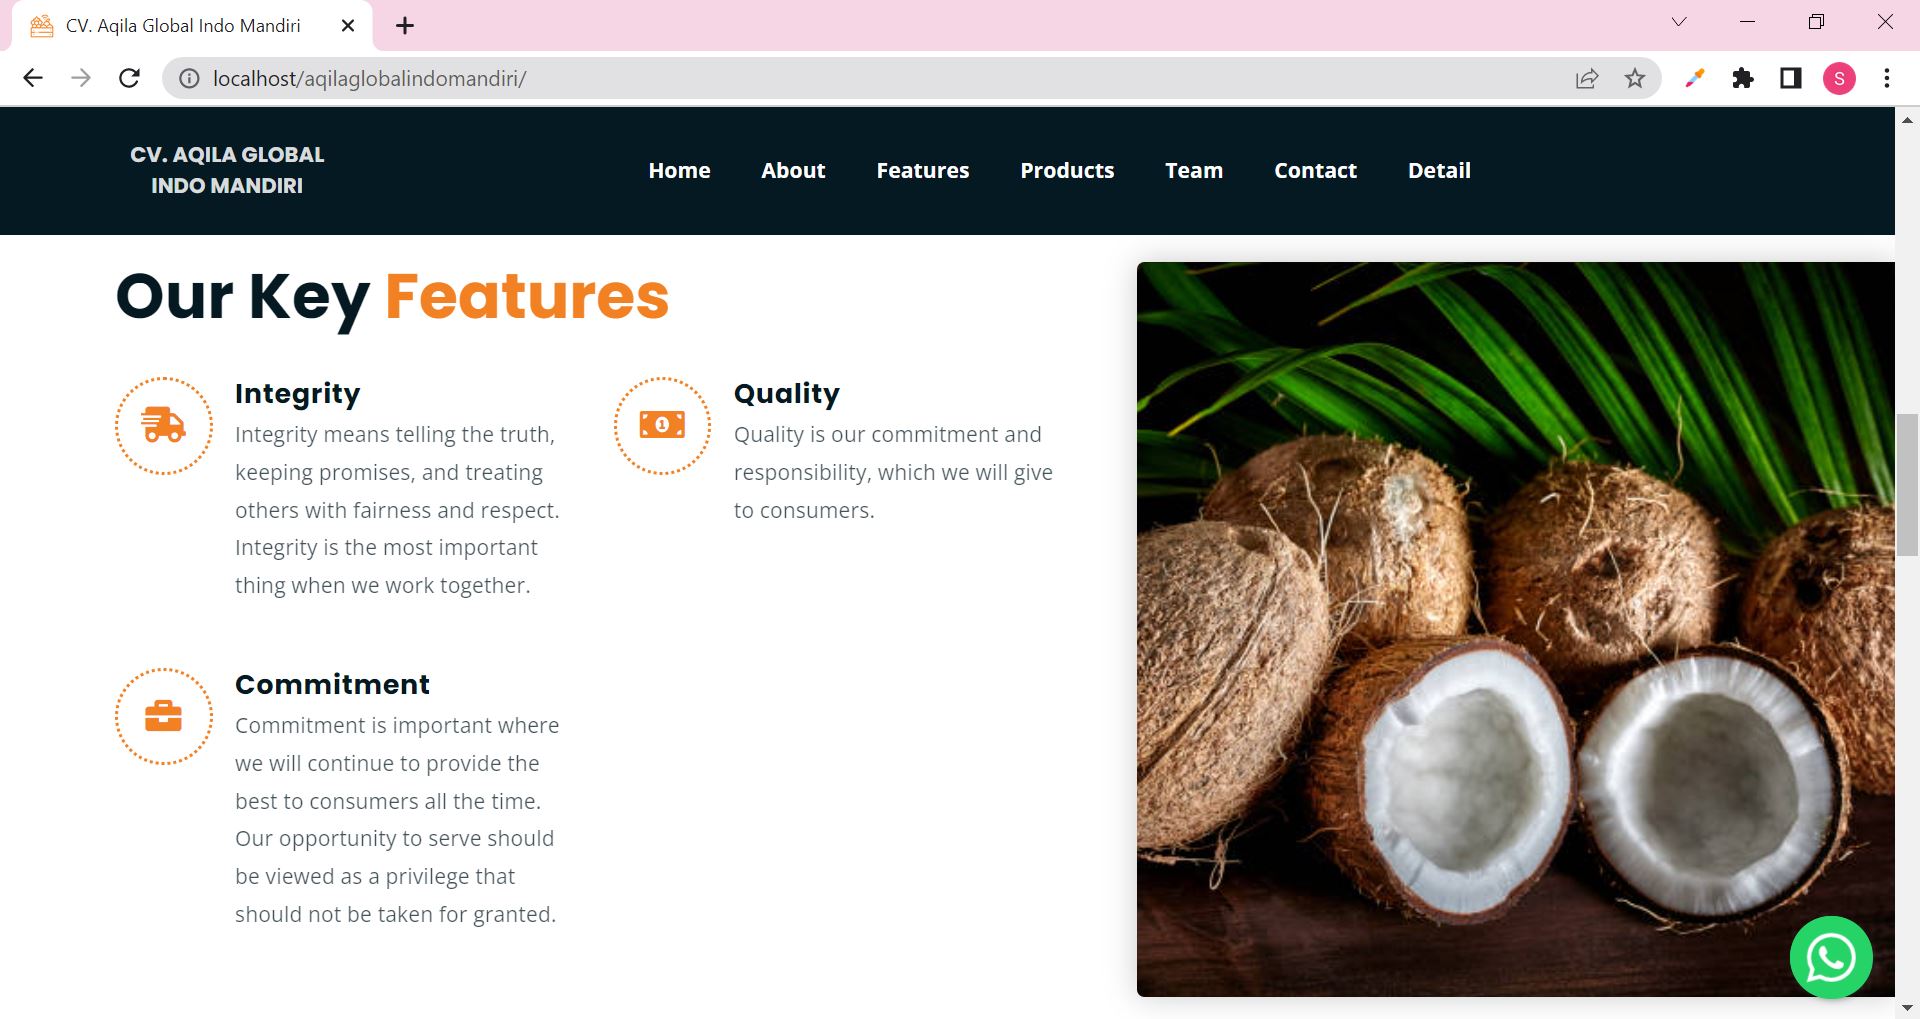 CV. Aqila Global Indo Mandiri
localhost/aqilaglobalindomandiri/
S
CV. AQILA GLOBAL
INDO MANDIRI
Home About Features Products Team Contact Detail
Our Key Features
Integrity
Integrity means telling the truth,
keeping promises, and treating
others with fairness and respect.
Integrity is the most important
thing when we work together.
1
Quality
Quality is our commitment and
responsibility, which we will give
to consumers.
Commitment
Commitment is important where
we will continue to provide the
best to consumers all the time.
Our opportunity to serve should
be viewed as a privilege that
should not be taken for granted.